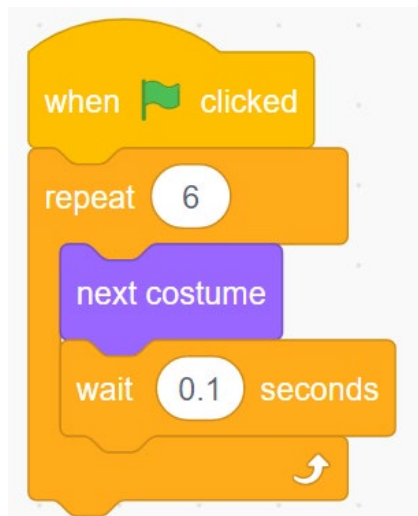 when clicked
repeat 6
next costume
wait 0.1 seconds